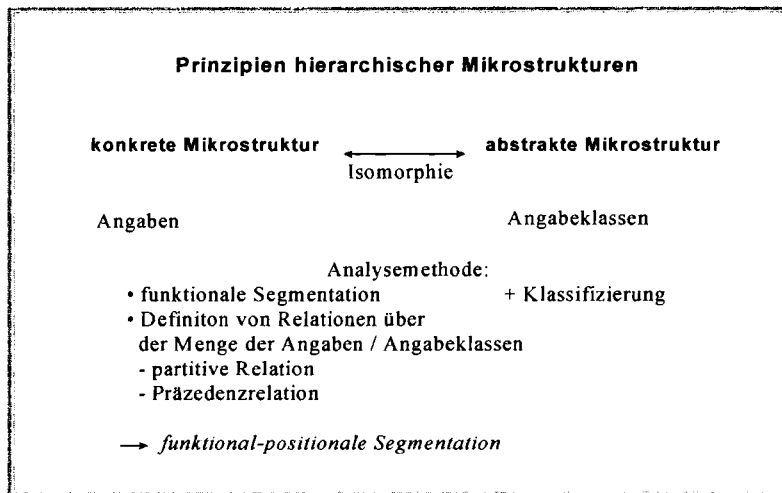 Prinzipien hierarchischer Mikrostrukturen
konkrete Mikrostruktur ⟷ abstrakte Mikrostruktur
Isomorphie
Angaben Angabeklassen
Analysemethode:
• funktionale Segmentation + Klassifizierung
• Definiton von Relationen über
der Menge der Angaben / Angabeklassen
- partitive Relation
- Präzedenzrelation
→ funktional-positionale Segmentation